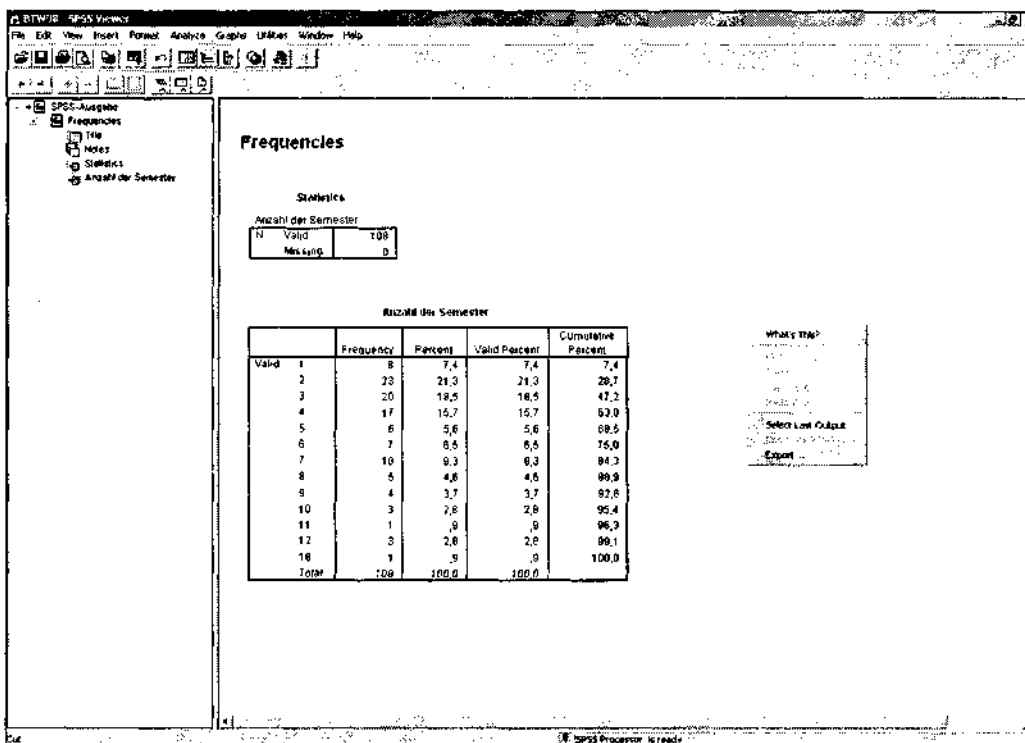 BTW98 - SPSS Viewer
File Edit View Insert Format Analyze Graphs Utilities Window Help
SPSS-Ausgabe
Frequencies
Title
Notes
Statistics
Anzahl der Semester
Frequencies
Statistics
Anzahl der Semester
N Valid 108
Missing 0
Anzahl der Semester
Frequency Percent Valid Percent Cumulative Percent
Valid 1 8 7,4 7,4 7,4
2 23 21,3 21,3 28,7
3 20 18,5 18,5 47,2
4 17 15,7 15,7 63,0
5 6 5,6 5,6 68,5
6 7 6,5 6,5 75,0
7 10 9,3 9,3 84,3
8 5 4,6 4,6 88,9
9 4 3,7 3,7 92,6
10 3 2,8 2,8 95,4
11 1 ,9 ,9 96,3
12 3 2,8 2,8 99,1
1 ,9 ,9 100,0
Total 108 100,0 100,0
What's This?
Select Last Output
Export
Cut
SPSS Processor is ready